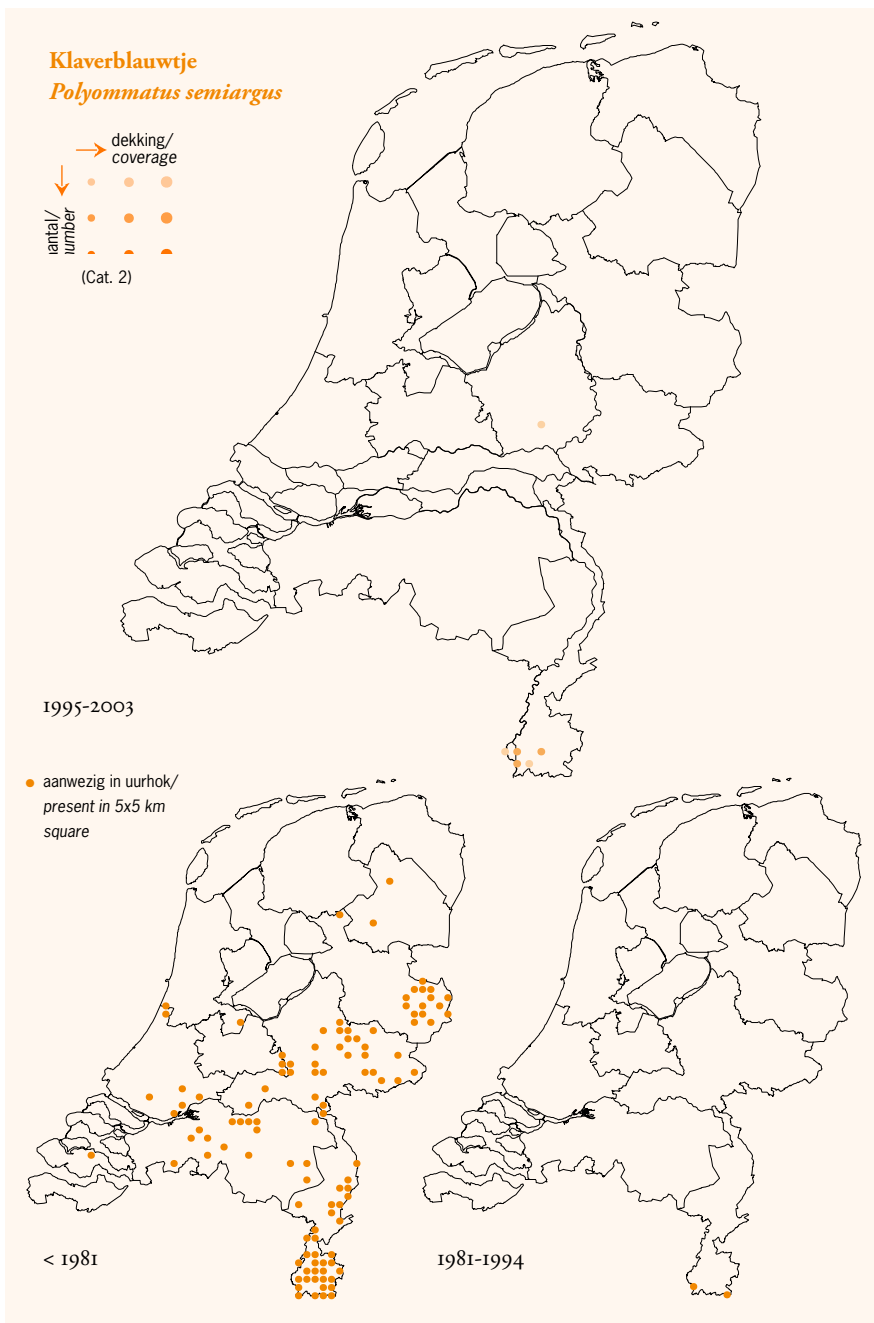 Klaverblauwtje
Polyommatus semiargus
dekking/
coverage
(Cat. 2)
1995-2003
aanwezig in uurhok/
present in 5x5 km
square
< 1981
1981-1994